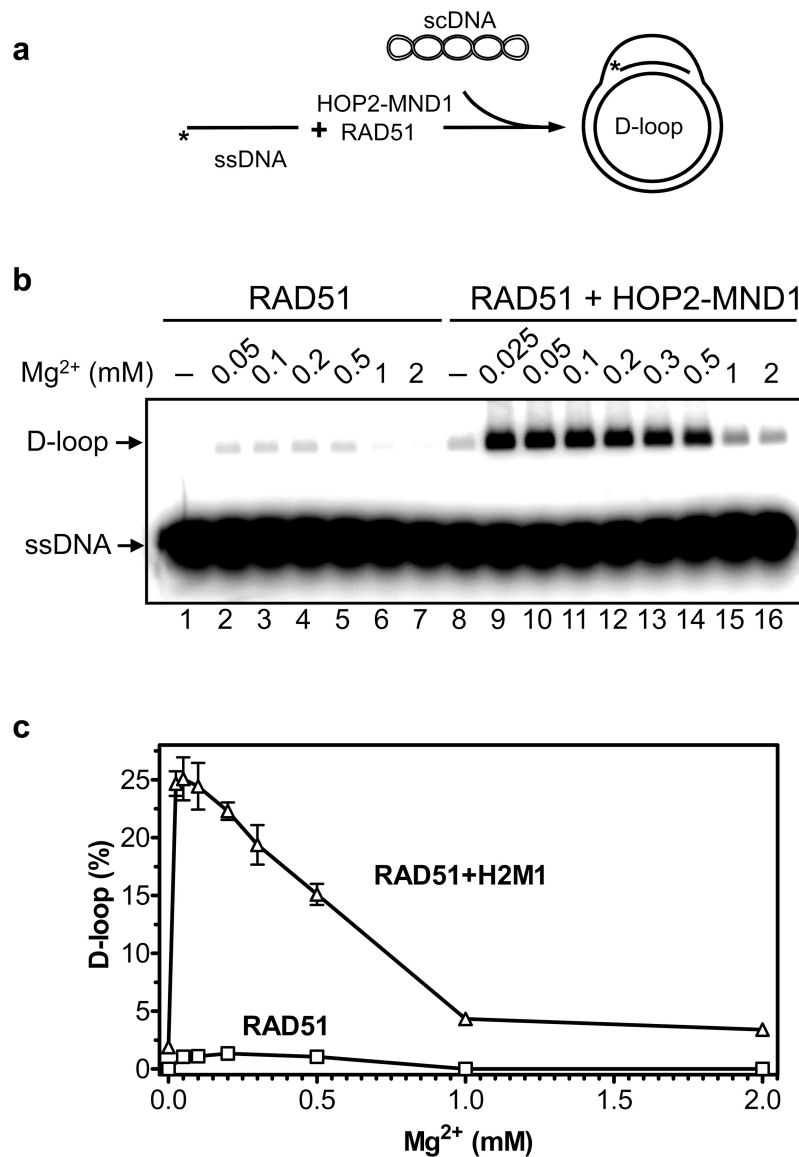 a
scDNA
HOP2-MND1
* ssDNA + RAD51
*
D-loop
b
RAD51 RAD51 + HOP2-MND1
Mg2+ (mM) – 0.05 0.1 0.2 0.5 1 2 – 0.025 0.05 0.1 0.2 0.3 0.5 1 2
D-loop
ssDNA
1 2 3 4 5 6 7 8 9 10 11 12 13 14 15 16
c
D-loop (%)
25
20
15
10
5
0
RAD51+H2M1
RAD51
0.0 0.5 1.0 1.5 2.0
Mg2+ (mM)